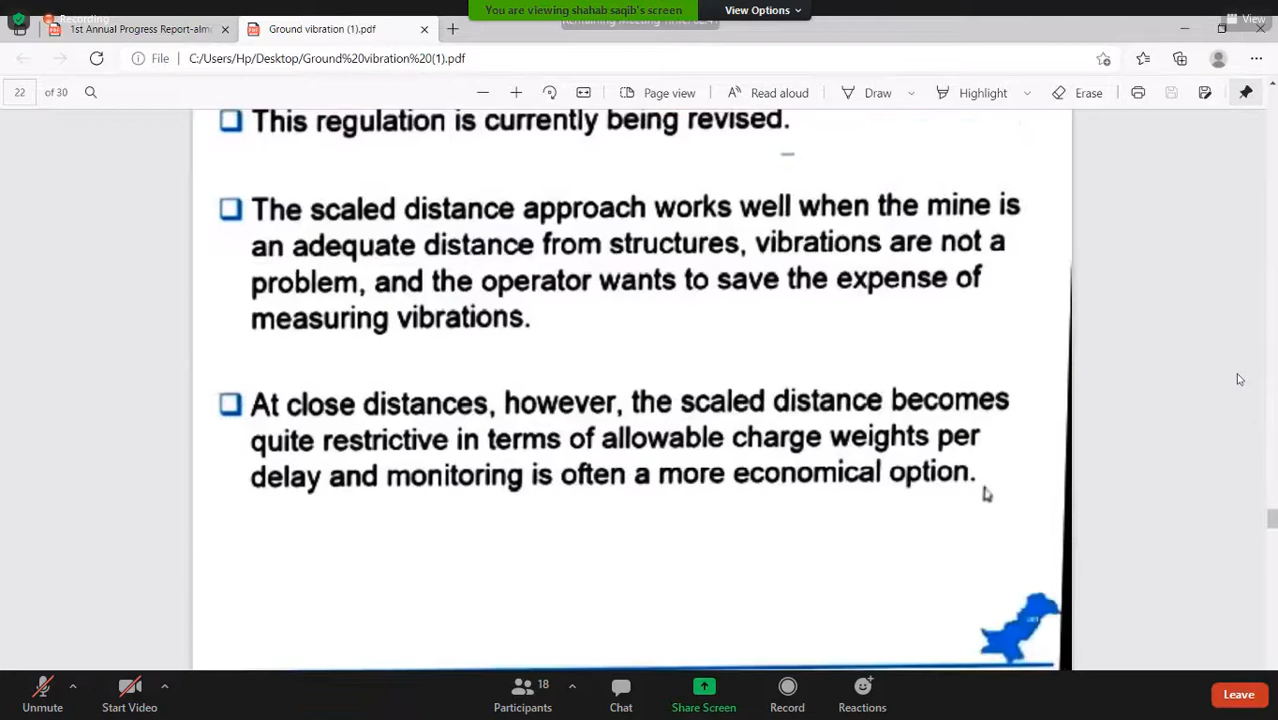 Recording
You are viewing shahab saqib's screen
View Options
View
1st Annual Progress Report-almo
Ground vibration (1).pdf
File
C:/Users/Hp/Desktop/Ground%20vibration%20(1).pdf
22
of 30
Page view
Read aloud
Draw
Highlight
Erase
This regulation is currently being revised.
The scaled distance approach works well when the mine is
an adequate distance from structures, vibrations are not a
problem, and the operator wants to save the expense of
measuring vibrations.
At close distances, however, the scaled distance becomes
quite restrictive in terms of allowable charge weights per
delay and monitoring is often a more economical option.
Unmute
Start Video
18
Participants
Chat
Share Screen
Record
Reactions
Leave